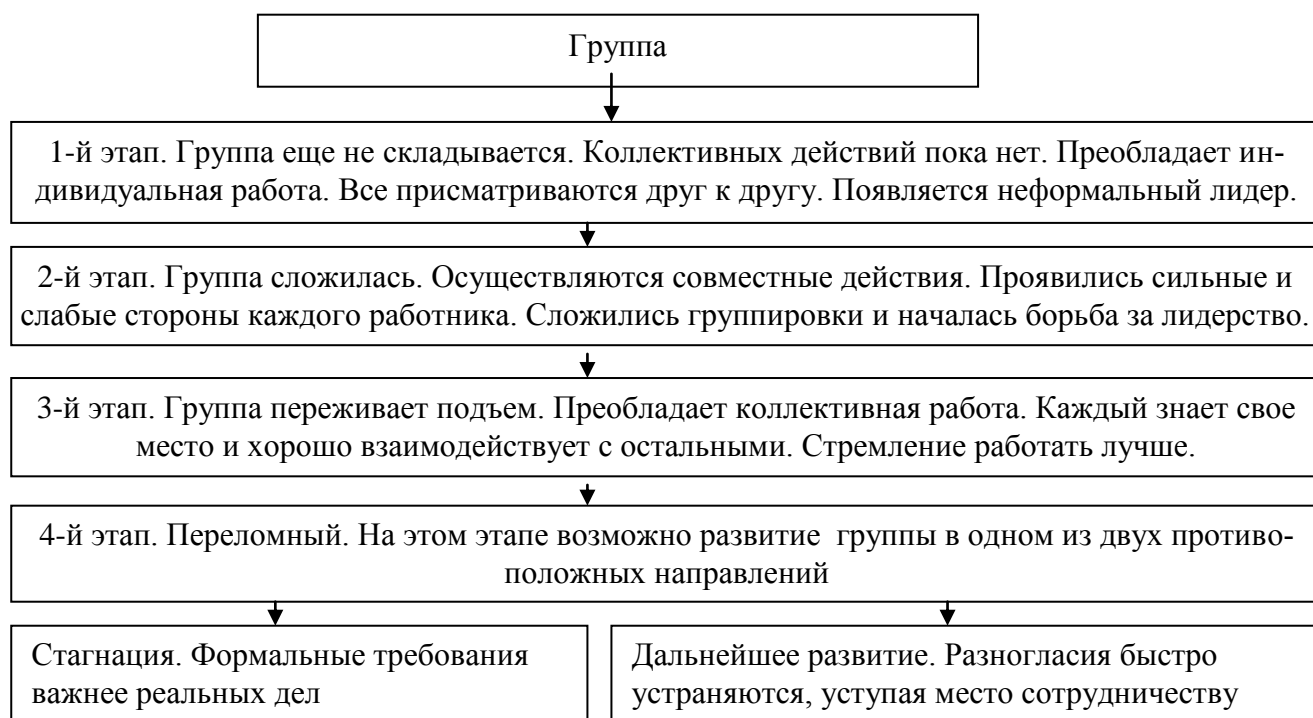 Группа
1-й этап. Группа еще не складывается. Коллективных действий пока нет. Преобладает ин-
дивидуальная работа. Все присматриваются друг к другу. Появляется неформальный лидер.
2-й этап. Группа сложилась. Осуществляются совместные действия. Проявились сильные и
слабые стороны каждого работника. Сложились группировки и началась борьба за лидерство.
3-й этап. Группа переживает подъем. Преобладает коллективная работа. Каждый знает свое
место и хорошо взаимодействует с остальными. Стремление работать лучше.
4-й этап. Переломный. На этом этапе возможно развитие группы в одном из двух противо-
положных направлений
Стагнация. Формальные требования
важнее реальных дел
Дальнейшее развитие. Разногласия быстро
устраняются, уступая место сотрудничеству